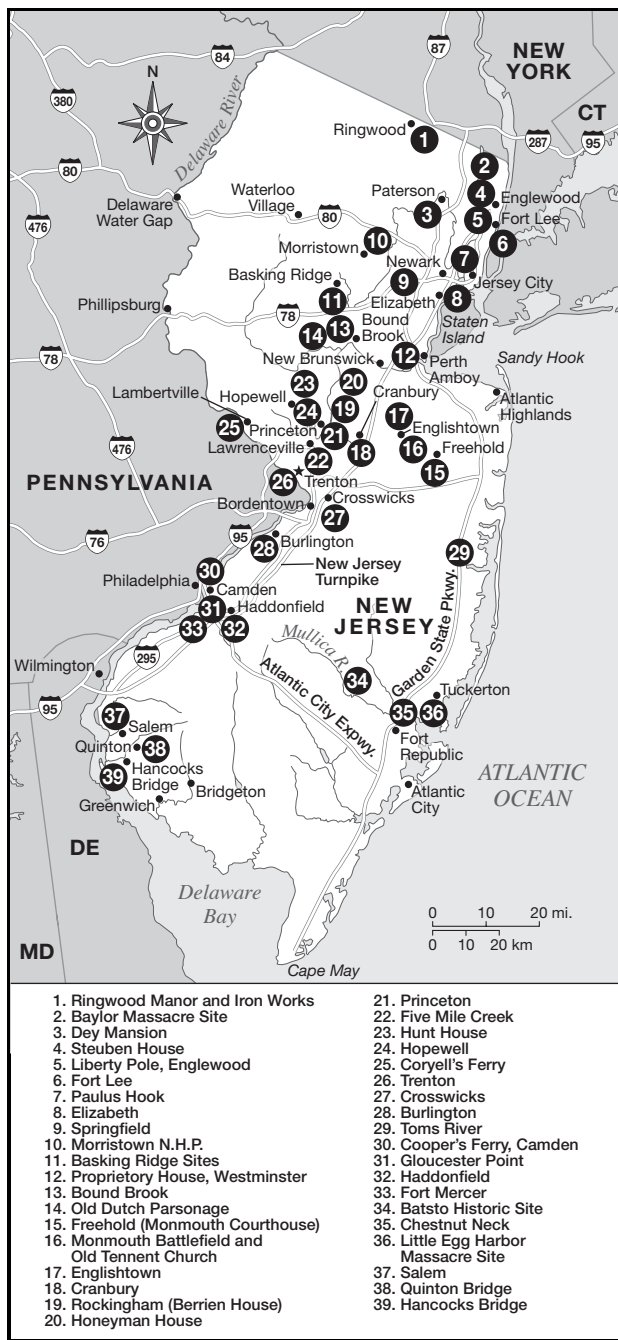 84
87
NEW
YORK
380
N
CT
Delaware River
Ringwood
1
287
95
2
80
Paterson
4
Englewood
Delaware
Water Gap
Waterloo
Village
80
3
5
Fort Lee
476
10
6
Morristown
Newark
7
9
Jersey City
Basking Ridge
Elizabeth
8
Phillipsburg
11
78
Bound
Brook
Staten
Island
14
13
78
New Brunswick
12
Perth
Amboy
Sandy Hook
23
20
Cranbury
Lambertville
Hopewell
19
17
Atlantic
Highlands
24
Englishtown
25
Princeton
21
16
Freehold
476
Lawrenceville
22
18
15
PENNSYLVANIA
26
Trenton
Crosswicks
Bordentown
27
76
95
28
Burlington
29
New Jersey
Turnpike
30
Philadelphia
Camden
NEW
JERSEY
Garden State Pkwy.
31
Haddonfield
33
32
Mullica R.
295
Wilmington
34
Atlantic City Expwy.
Tuckerton
95
37
35
36
Salem
Fort
Republic
Quinton
38
39
Hancocks
Bridge
Bridgeton
Greenwich
Atlantic
City
ATLANTIC
OCEAN
DE
Delaware
Bay
0 10 20 mi.
0 10 20 km
MD
Cape May
1. Ringwood Manor and Iron Works
2. Baylor Massacre Site
3. Dey Mansion
4. Steuben House
5. Liberty Pole, Englewood
6. Fort Lee
7. Paulus Hook
8. Elizabeth
9. Springfield
10. Morristown N.H.P.
11. Basking Ridge Sites
12. Proprietory House, Westminster
13. Bound Brook
14. Old Dutch Parsonage
15. Freehold (Monmouth Courthouse)
16. Monmouth Battlefield and
Old Tennent Church
17. Englishtown
18. Cranbury
19. Rockingham (Berrien House)
20. Honeyman House
21. Princeton
22. Five Mile Creek
23. Hunt House
24. Hopewell
25. Coryell's Ferry
26. Trenton
27. Crosswicks
28. Burlington
29. Toms River
30. Cooper's Ferry, Camden
31. Gloucester Point
32. Haddonfield
33. Fort Mercer
34. Batsto Historic Site
35. Chestnut Neck
36. Little Egg Harbor
Massacre Site
37. Salem
38. Quinton Bridge
39. Hancocks Bridge